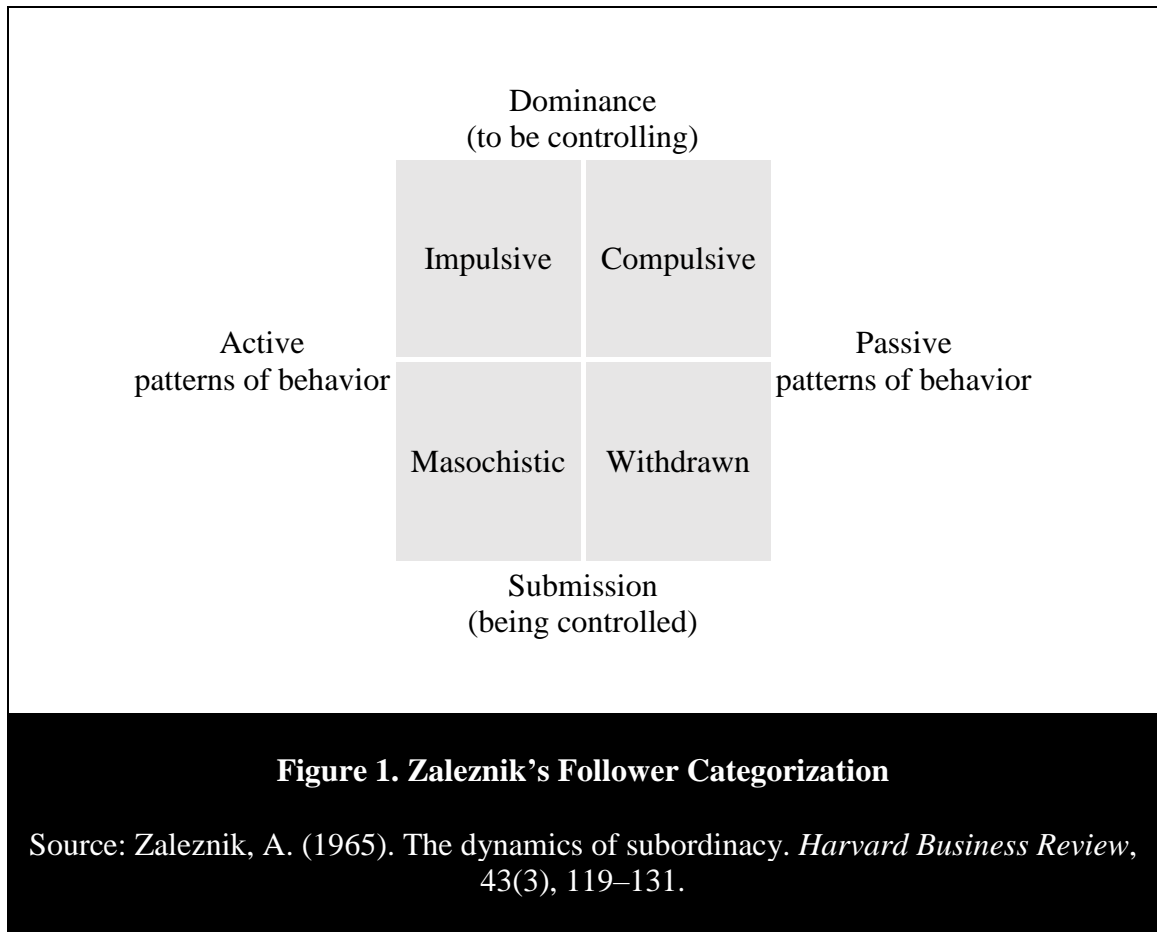 Dominance
(to be controlling)
Impulsive
Compulsive
Active
patterns of behavior
Passive
patterns of behavior
Masochistic
Withdrawn
Submission
(being controlled)
Figure 1. Zaleznik’s Follower Categorization
Source: Zaleznik, A. (1965). The dynamics of subordinacy. Harvard Business Review,
43(3), 119–131.